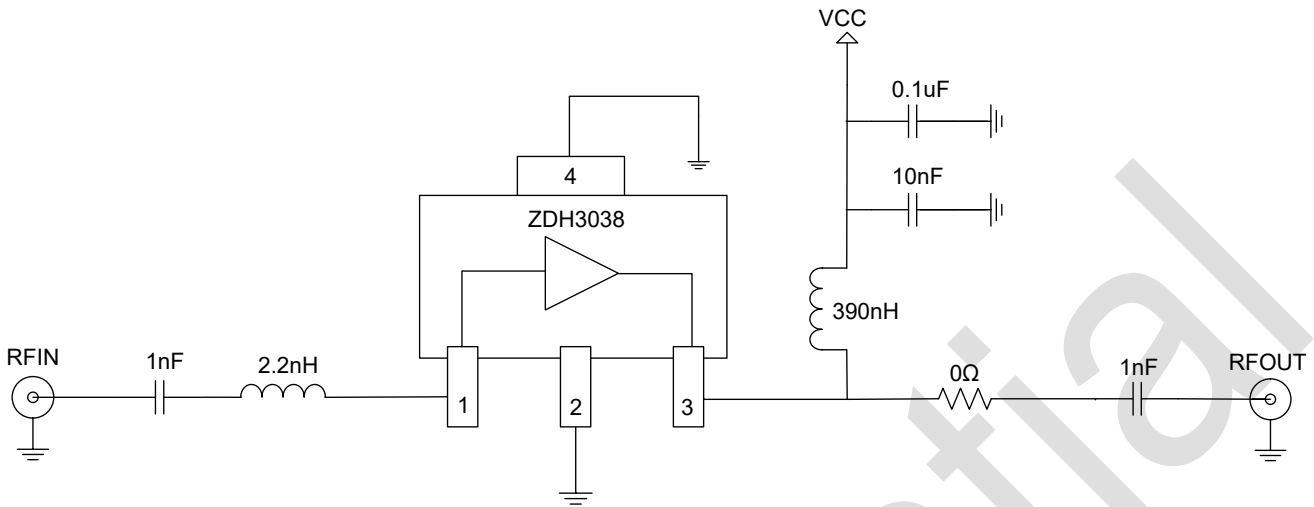 VCC
0.1uF
10nF
4
ZDH3038
390nH
RFIN
1nF
2.2nH
1
2
3
0Ω
1nF
RFOUT